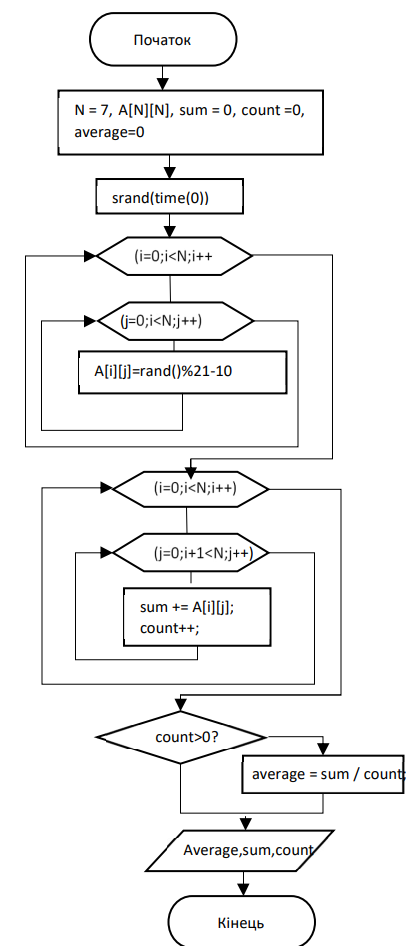 Початок
N = 7, A[N][N], sum = 0, count =0,
average=0
srand(time(0))
(i=0;i<N;i++
(j=0;i<N;j++)
A[i][j]=rand()%21-10
(i=0;i<N;i++)
(j=0;i+1<N;j++)
sum += A[i][j];
count++;
count>0?
average = sum / count;
Average,sum,count
Кінець